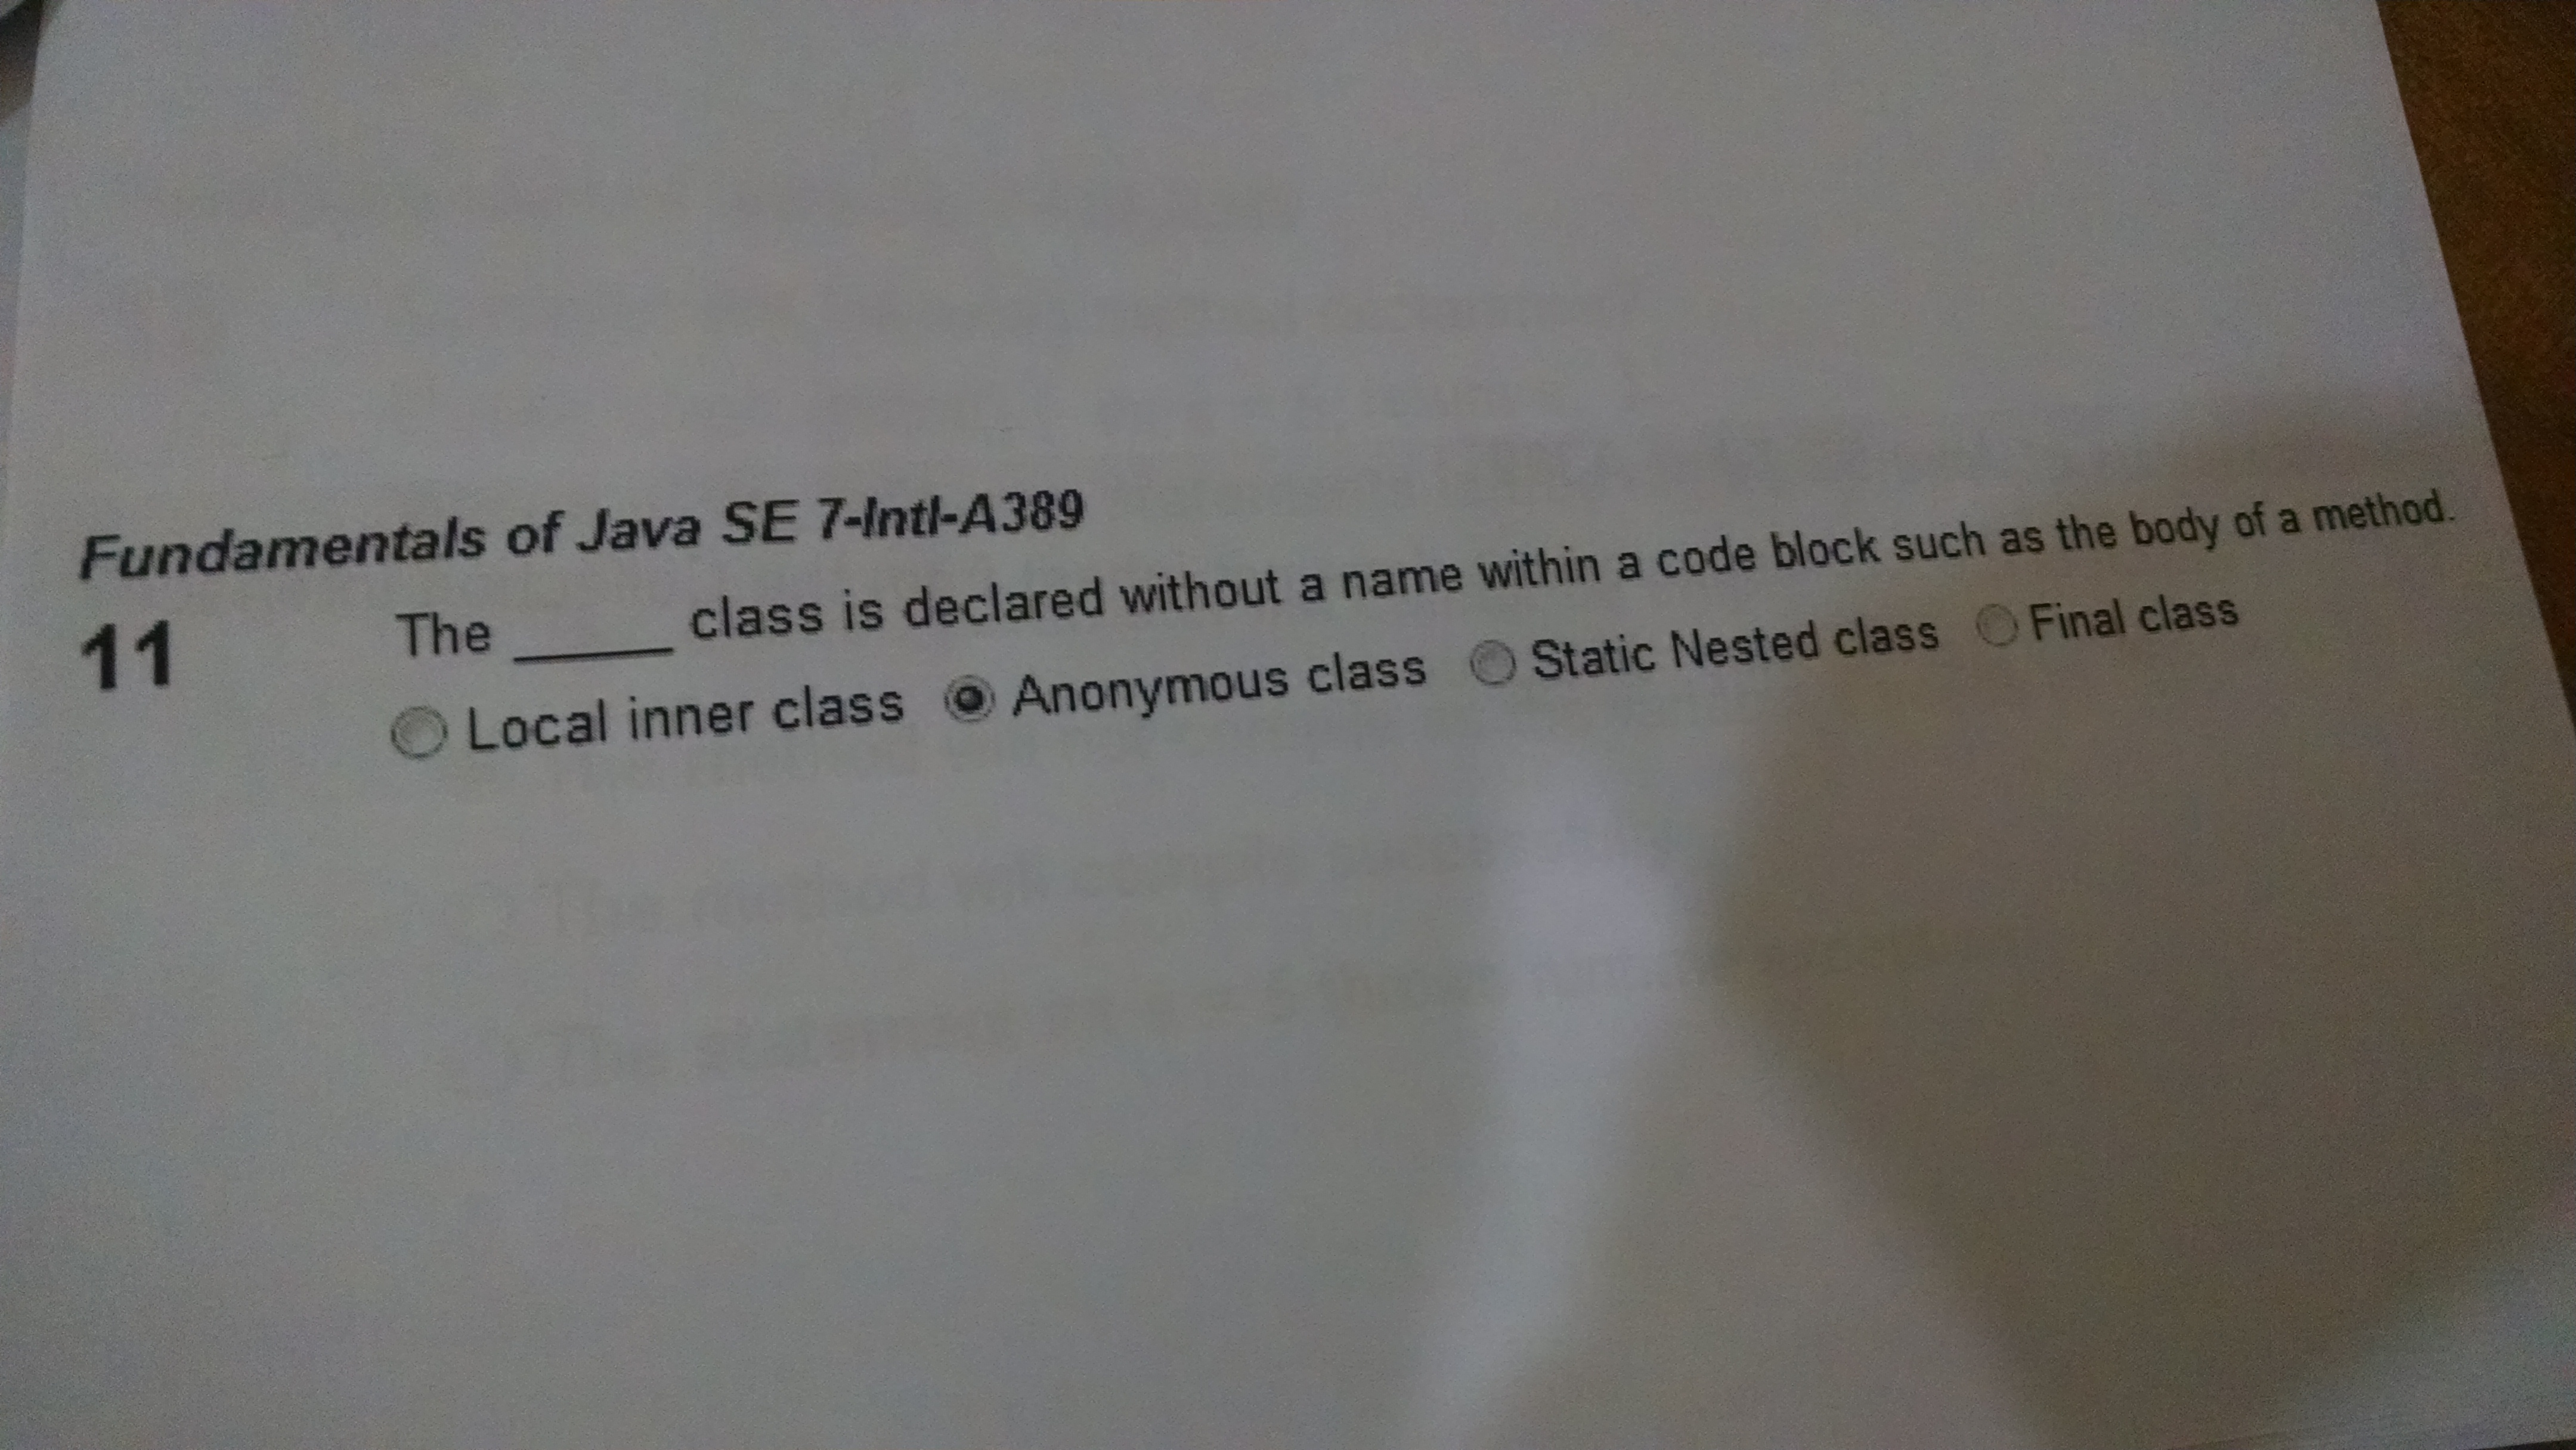 Fundamentals of Java SE 7-Intl-A389
11 The _____ class is declared without a name within a code block such as the body of a method.
Local inner class Anonymous class Static Nested class Final class